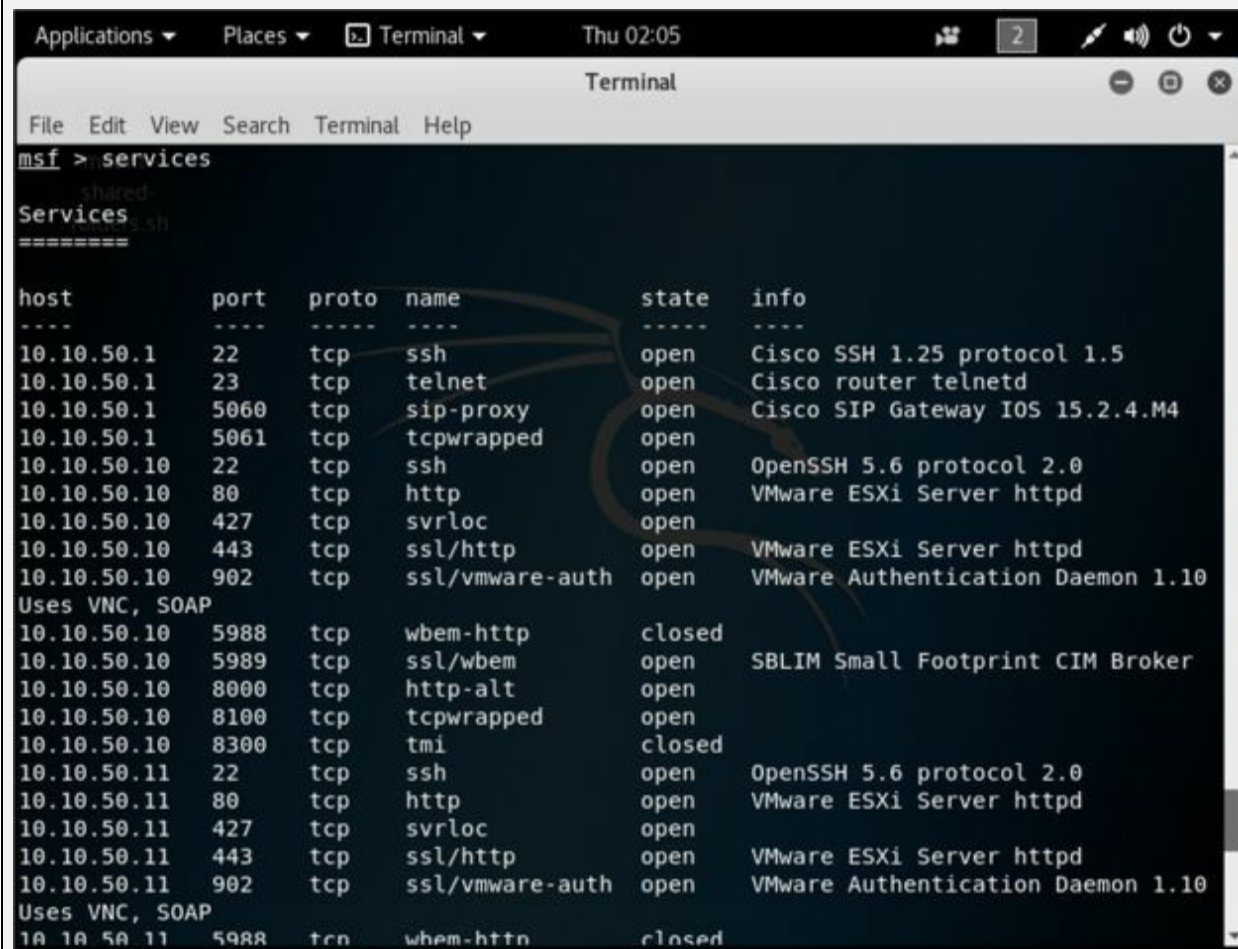 Applications Places Terminal Thu 02:05 2
Terminal
File Edit View Search Terminal Help
msf > services
shared-
Services
folders.sh
========
host port proto name state info
---- ---- ----- ---- ----- ----
10.10.50.1 22 tcp ssh open Cisco SSH 1.25 protocol 1.5
10.10.50.1 23 tcp telnet open Cisco router telnetd
10.10.50.1 5060 tcp sip-proxy open Cisco SIP Gateway IOS 15.2.4.M4
10.10.50.1 5061 tcp tcpwrapped open
10.10.50.10 22 tcp ssh open OpenSSH 5.6 protocol 2.0
10.10.50.10 80 tcp http open VMware ESXi Server httpd
10.10.50.10 427 tcp svrloc open
10.10.50.10 443 tcp ssl/http open VMware ESXi Server httpd
10.10.50.10 902 tcp ssl/vmware-auth open VMware Authentication Daemon 1.10
Uses VNC, SOAP
10.10.50.10 5988 tcp wbem-http closed
10.10.50.10 5989 tcp ssl/wbem open SBLIM Small Footprint CIM Broker
10.10.50.10 8000 tcp http-alt open
10.10.50.10 8100 tcp tcpwrapped open
10.10.50.10 8300 tcp tmi closed
10.10.50.11 22 tcp ssh open OpenSSH 5.6 protocol 2.0
10.10.50.11 80 tcp http open VMware ESXi Server httpd
10.10.50.11 427 tcp svrloc open
10.10.50.11 443 tcp ssl/http open VMware ESXi Server httpd
10.10.50.11 902 tcp ssl/vmware-auth open VMware Authentication Daemon 1.10
Uses VNC, SOAP
10.10.50.11 5988 tcp wbem-http closed